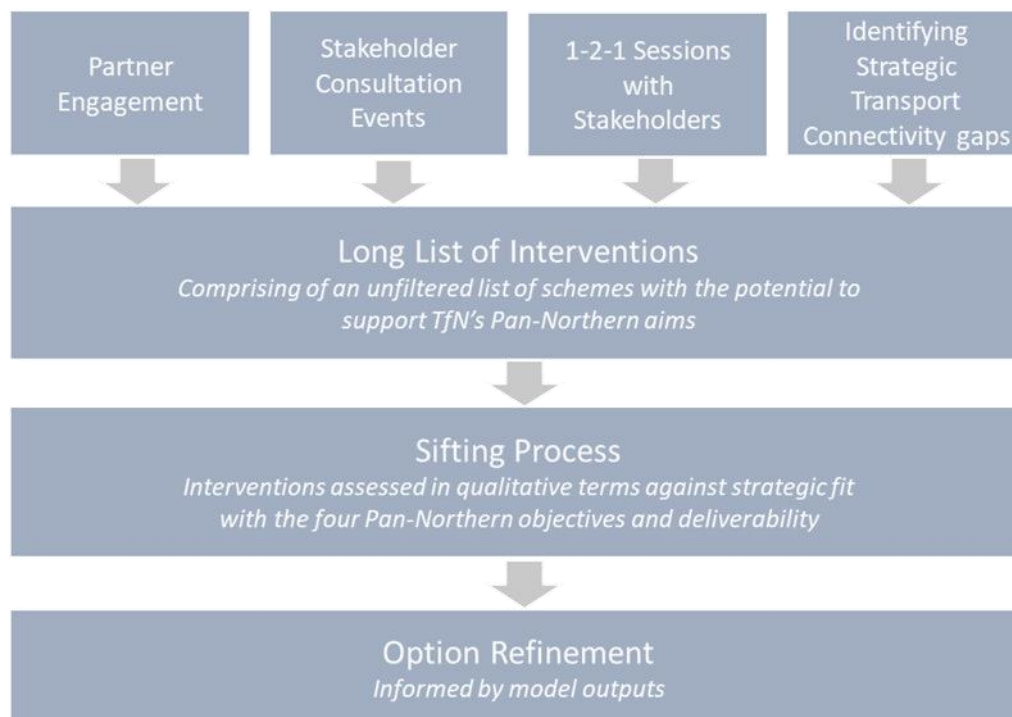 Partner
Engagement
Stakeholder
Consultation
Events
1-2-1 Sessions
with
Stakeholders
Identifying
Strategic
Transport
Connectivity gaps
Long List of Interventions
Comprising of an unfiltered list of schemes with the potential to
support TfN's Pan-Northern aims
Sifting Process
Interventions assessed in qualitative terms against strategic fit
with the four Pan-Northern objectives and deliverability
Option Refinement
Informed by model outputs